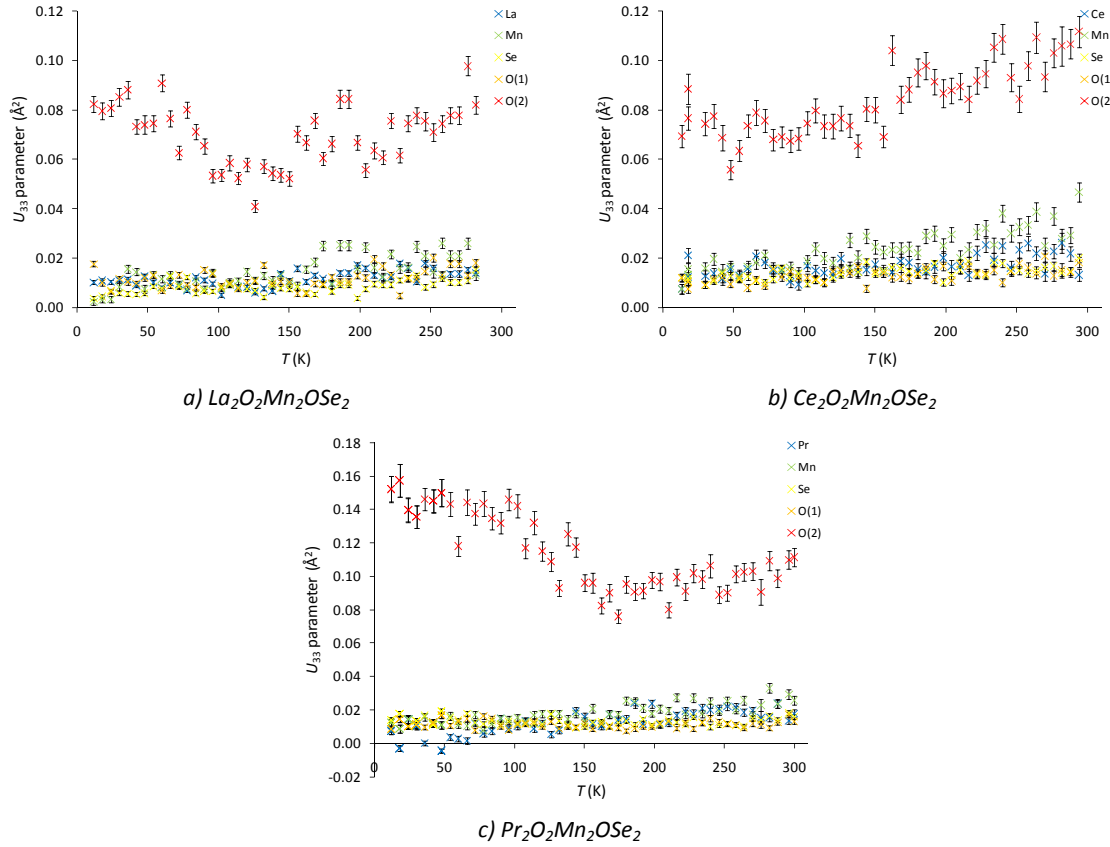 0.12
0.10
0.08
0.06
0.04
0.02
0.00
U₃₃ parameter (Å²)
0
50
100
150
200
250
300
T (K)
La
Mn
Se
O(1)
O(2)
a) La₂O₂Mn₂OSe₂
0.12
0.10
0.08
0.06
0.04
0.02
0.00
U₃₃ parameter (Å²)
0
50
100
150
200
250
300
T (K)
Ce
Mn
Se
O(1)
O(2)
b) Ce₂O₂Mn₂OSe₂
0.18
0.16
0.14
0.12
0.10
0.08
0.06
0.04
0.02
0.00
-0.02
U₃₃ parameter (Å²)
0
50
100
150
200
250
300
T (K)
Pr
Mn
Se
O(1)
O(2)
c) Pr₂O₂Mn₂OSe₂